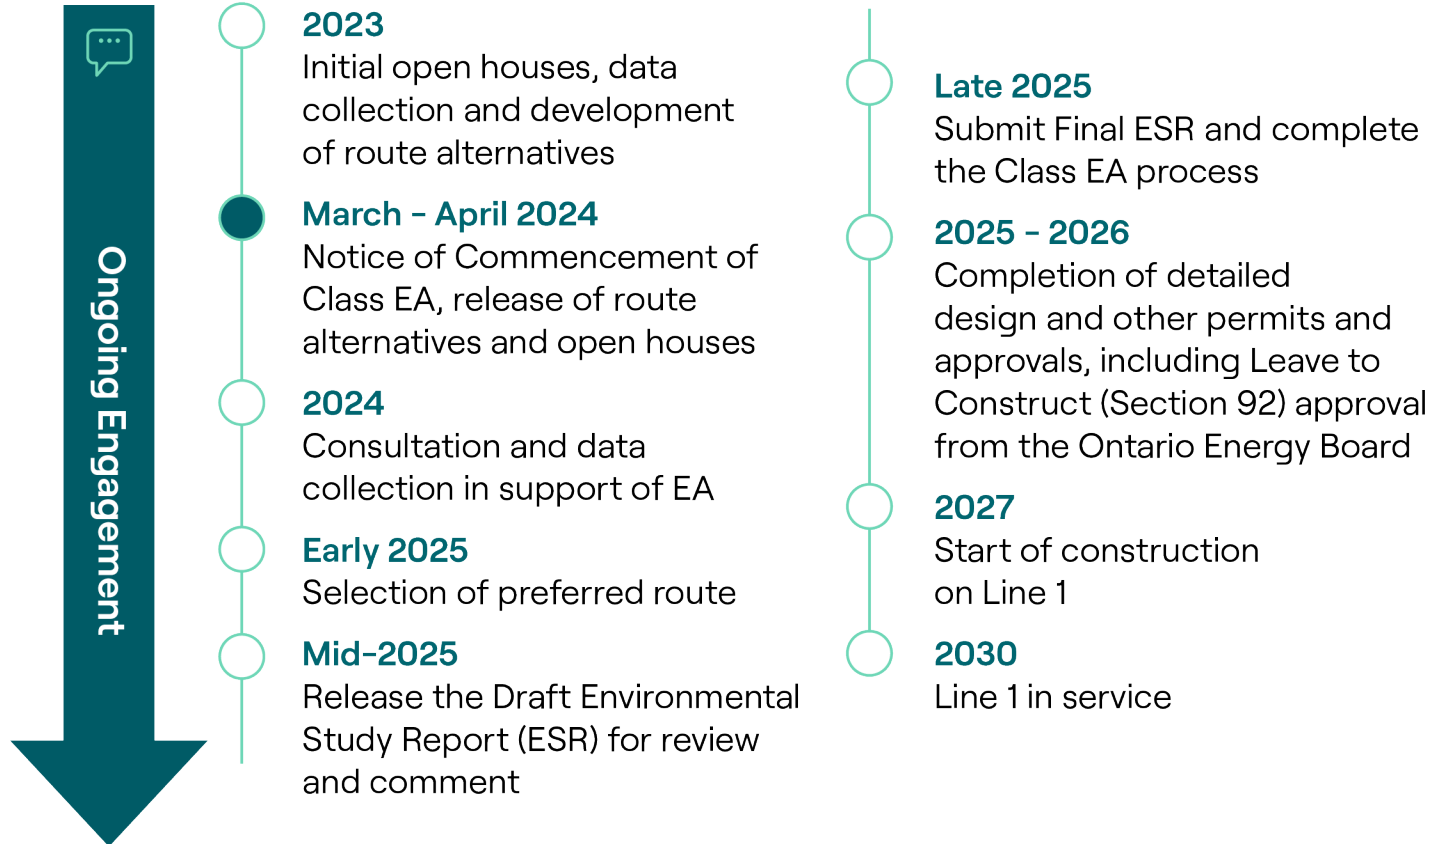 Ongoing Engagement
2023
Initial open houses, data
collection and development
of route alternatives
March - April 2024
Notice of Commencement of
Class EA, release of route
alternatives and open houses
2024
Consultation and data
collection in support of EA
Early 2025
Selection of preferred route
Mid-2025
Release the Draft Environmental
Study Report (ESR) for review
and comment
Late 2025
Submit Final ESR and complete
the Class EA process
2025 - 2026
Completion of detailed
design and other permits and
approvals, including Leave to
Construct (Section 92) approval
from the Ontario Energy Board
2027
Start of construction
on Line 1
2030
Line 1 in service